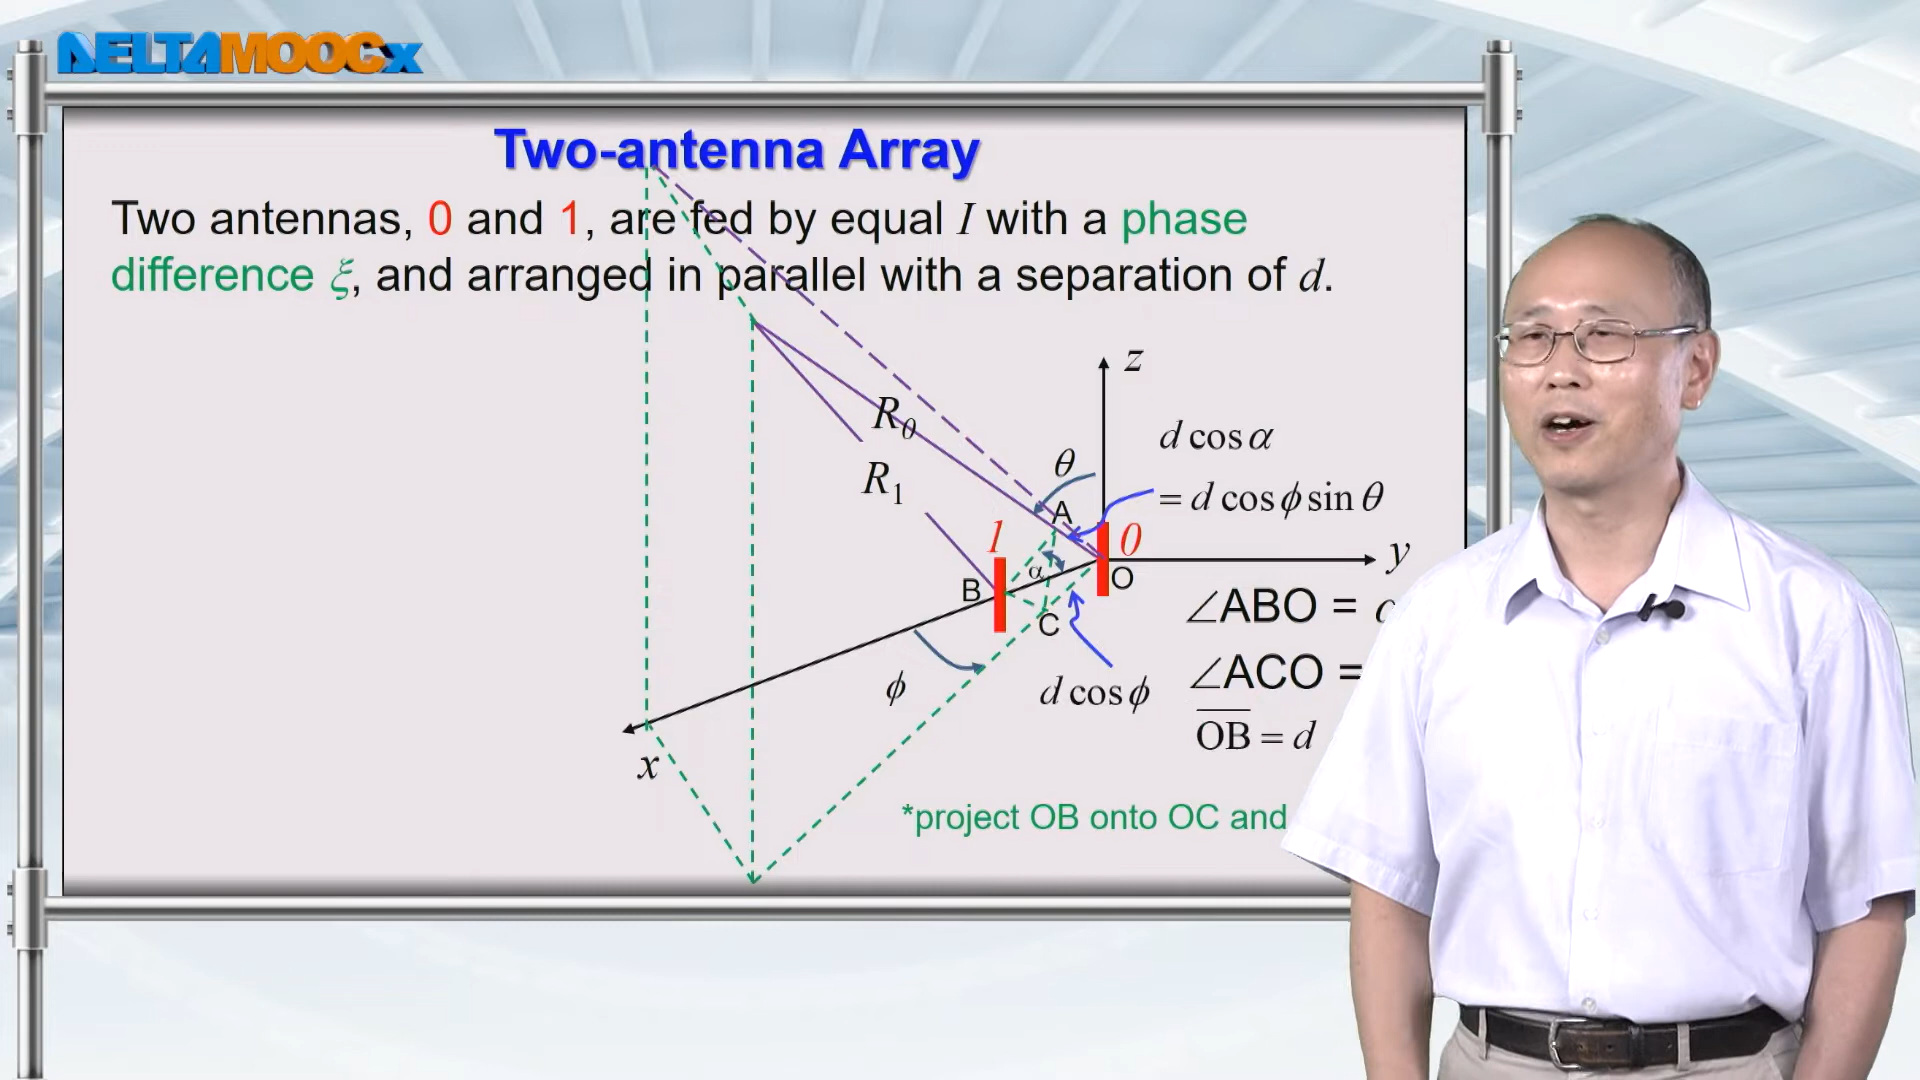 DELTAMOOCx
Two-antenna Array
Two antennas, 0 and 1, are fed by equal I with a phase
difference ξ, and arranged in parallel with a separation of d.
z
R₀
d cos α
θ
R₁
= d cos ϕ sin θ
A
1
0
y
α
B
O
C
∠ABO =
ϕ
d cos ϕ
∠ACO =
OB = d
x
*project OB onto OC and